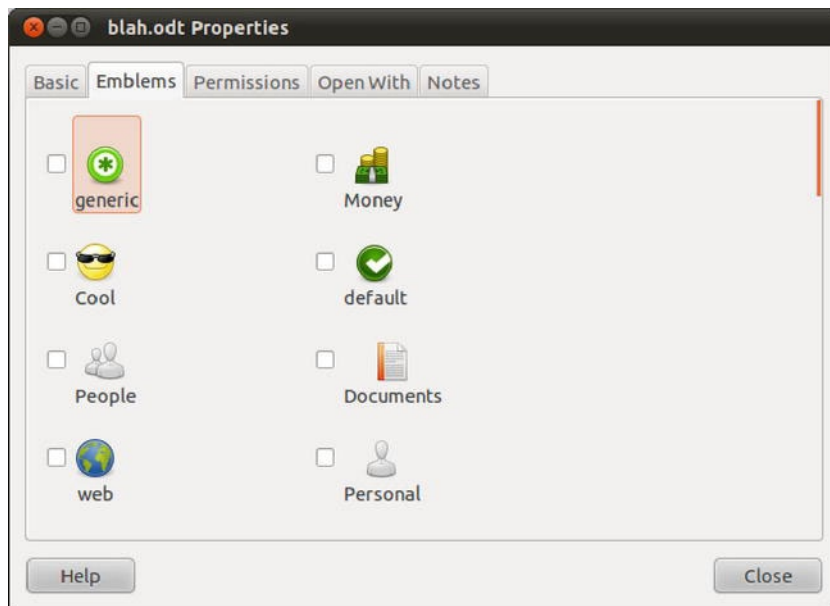 blah.odt Properties
Basic Emblems Permissions Open With Notes
generic Money
Cool default
People Documents
web Personal
Help Close